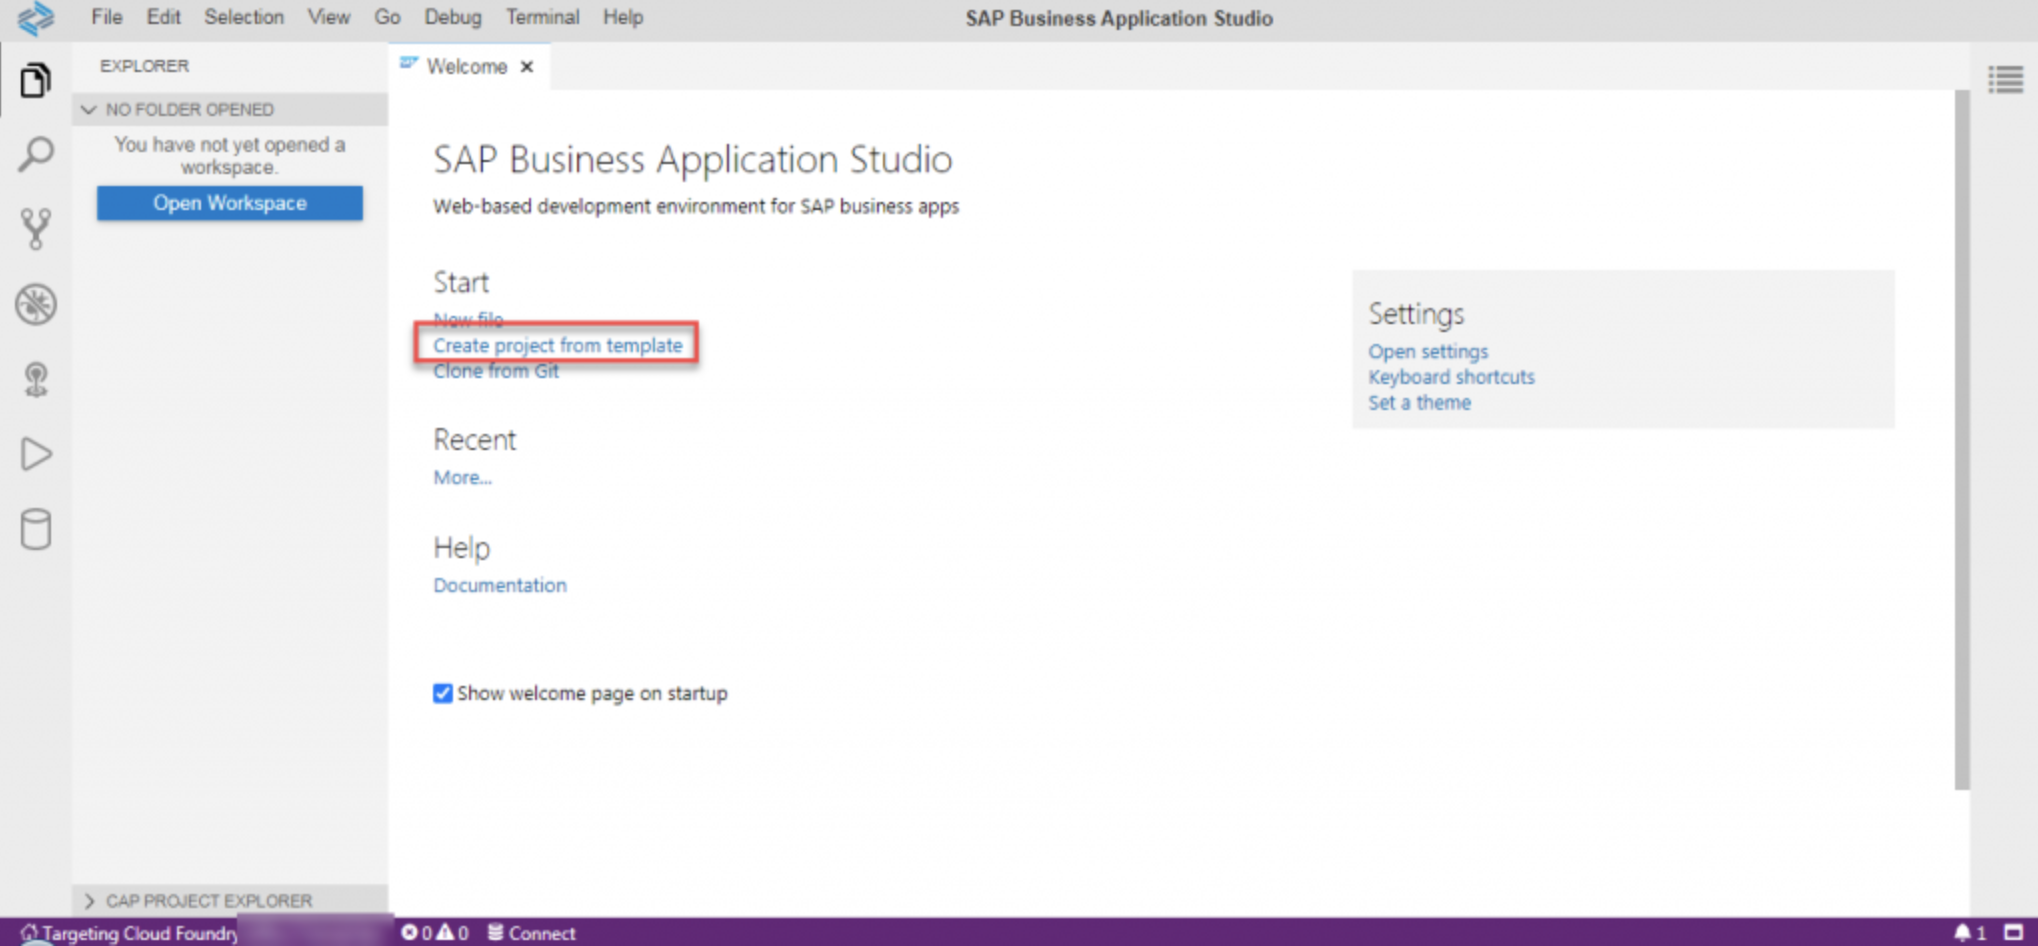 File Edit Selection View Go Debug Terminal Help
SAP Business Application Studio
EXPLORER
NO FOLDER OPENED
You have not yet opened a
workspace.
Open Workspace
CAP PROJECT EXPLORER
Welcome
SAP Business Application Studio
Web-based development environment for SAP business apps
Start
New file
Create project from template
Clone from Git
Recent
More...
Help
Documentation
Show welcome page on startup
Settings
Open settings
Keyboard shortcuts
Set a theme
Targeting Cloud Foundry
0 0 Connect
1